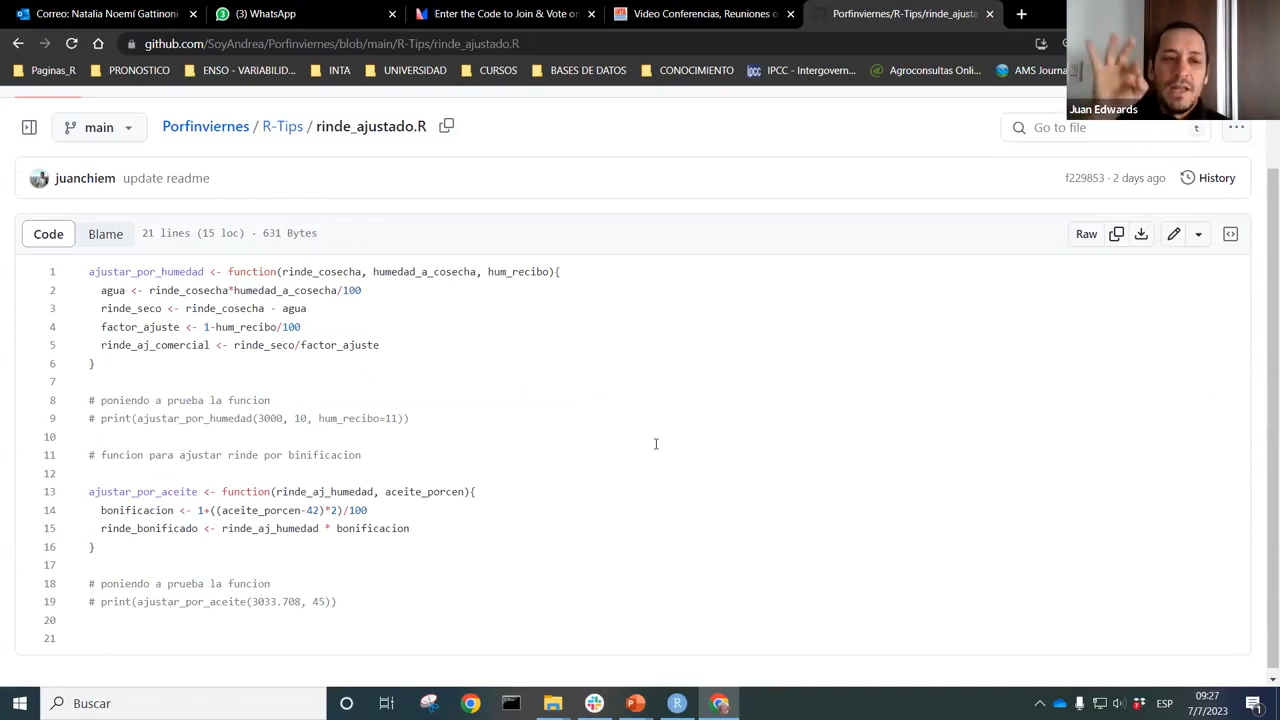 Correo: Natalia Noemí Gattinoni
(3) WhatsApp
Enter the Code to Join & Vote on
Video Conferencias, Reuniones o
Porfinviernes/R-Tips/rinde_ajusta
github.com/SoyAndrea/Porfinviernes/blob/main/R-Tips/rinde_ajustado.R
Paginas_R
PRONOSTICO
ENSO - VARIABILID...
INTA
UNIVERSIDAD
CURSOS
BASES DE DATOS
CONOCIMIENTO
IPCC - Intergovern...
Agroconsultas Onli...
AMS Journa
Juan Edwards
main
Porfinviernes / R-Tips / rinde_ajustado.R
Go to file
t
juanchiem update readme
f229853 · 2 days ago
History
Code
Blame
21 lines (15 loc) · 631 Bytes
Raw
1 ajustar_por_humedad <- function(rinde_cosecha, humedad_a_cosecha, hum_recibo){
2 agua <- rinde_cosecha*humedad_a_cosecha/100
3 rinde_seco <- rinde_cosecha - agua
4 factor_ajuste <- 1-hum_recibo/100
5 rinde_aj_comercial <- rinde_seco/factor_ajuste
6 }
7
8 # poniendo a prueba la funcion
9 # print(ajustar_por_humedad(3000, 10, hum_recibo=11))
10
11 # funcion para ajustar rinde por binificacion
12
13 ajustar_por_aceite <- function(rinde_aj_humedad, aceite_porcen){
14 bonificacion <- 1+((aceite_porcen-42)*2)/100
15 rinde_bonificado <- rinde_aj_humedad * bonificacion
16 }
17
18 # poniendo a prueba la funcion
19 # print(ajustar_por_aceite(3033.708, 45))
20
21
Buscar
ESP
09:27
7/7/2023